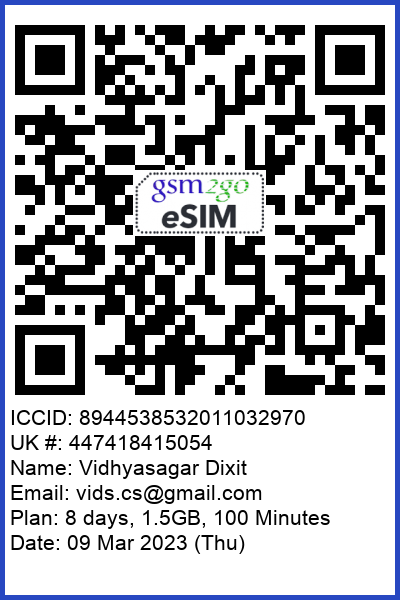 gsm2go
eSIM
ICCID: 8944538532011032970
UK #: 447418415054
Name: Vidhyasagar Dixit
Email: vids.cs@gmail.com
Plan: 8 days, 1.5GB, 100 Minutes
Date: 09 Mar 2023 (Thu)